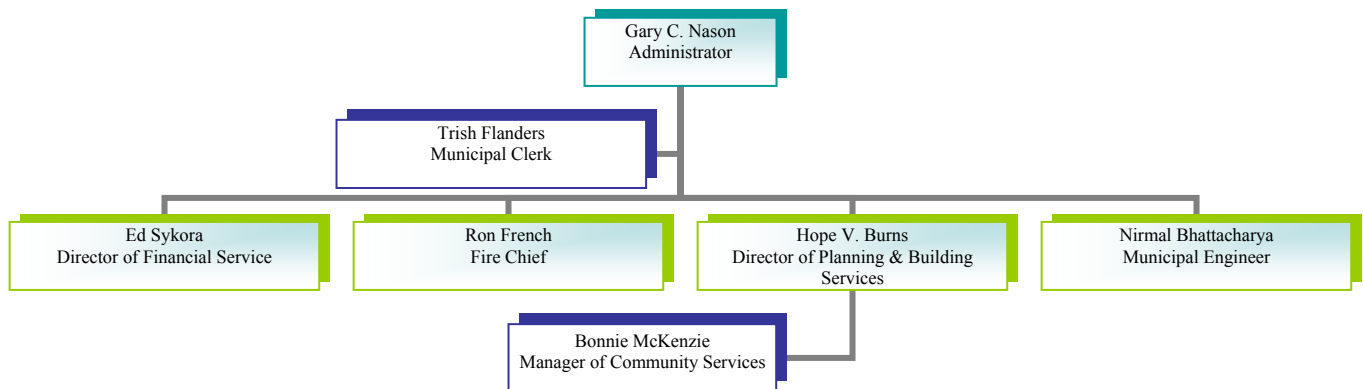 Gary C. Nason
Administrator
Trish Flanders
Municipal Clerk
Ed Sykora
Director of Financial Service
Ron French
Fire Chief
Hope V. Burns
Director of Planning & Building
Services
Nirmal Bhattacharya
Municipal Engineer
Bonnie McKenzie
Manager of Community Services